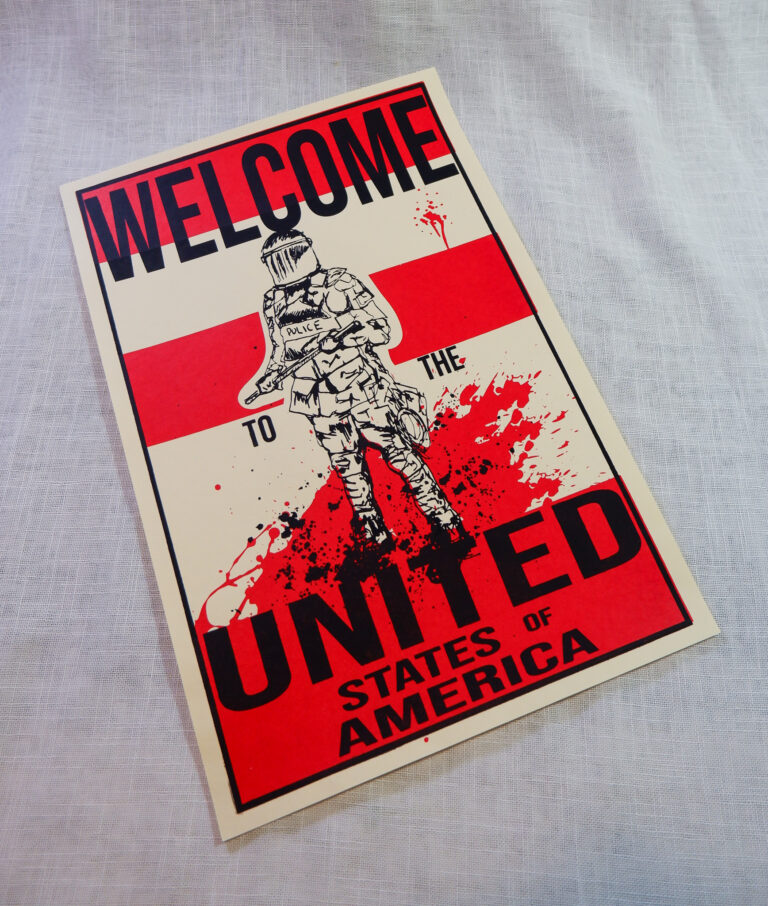 WELCOME
POLICE
TO THE
UNITED
STATES OF
AMERICA